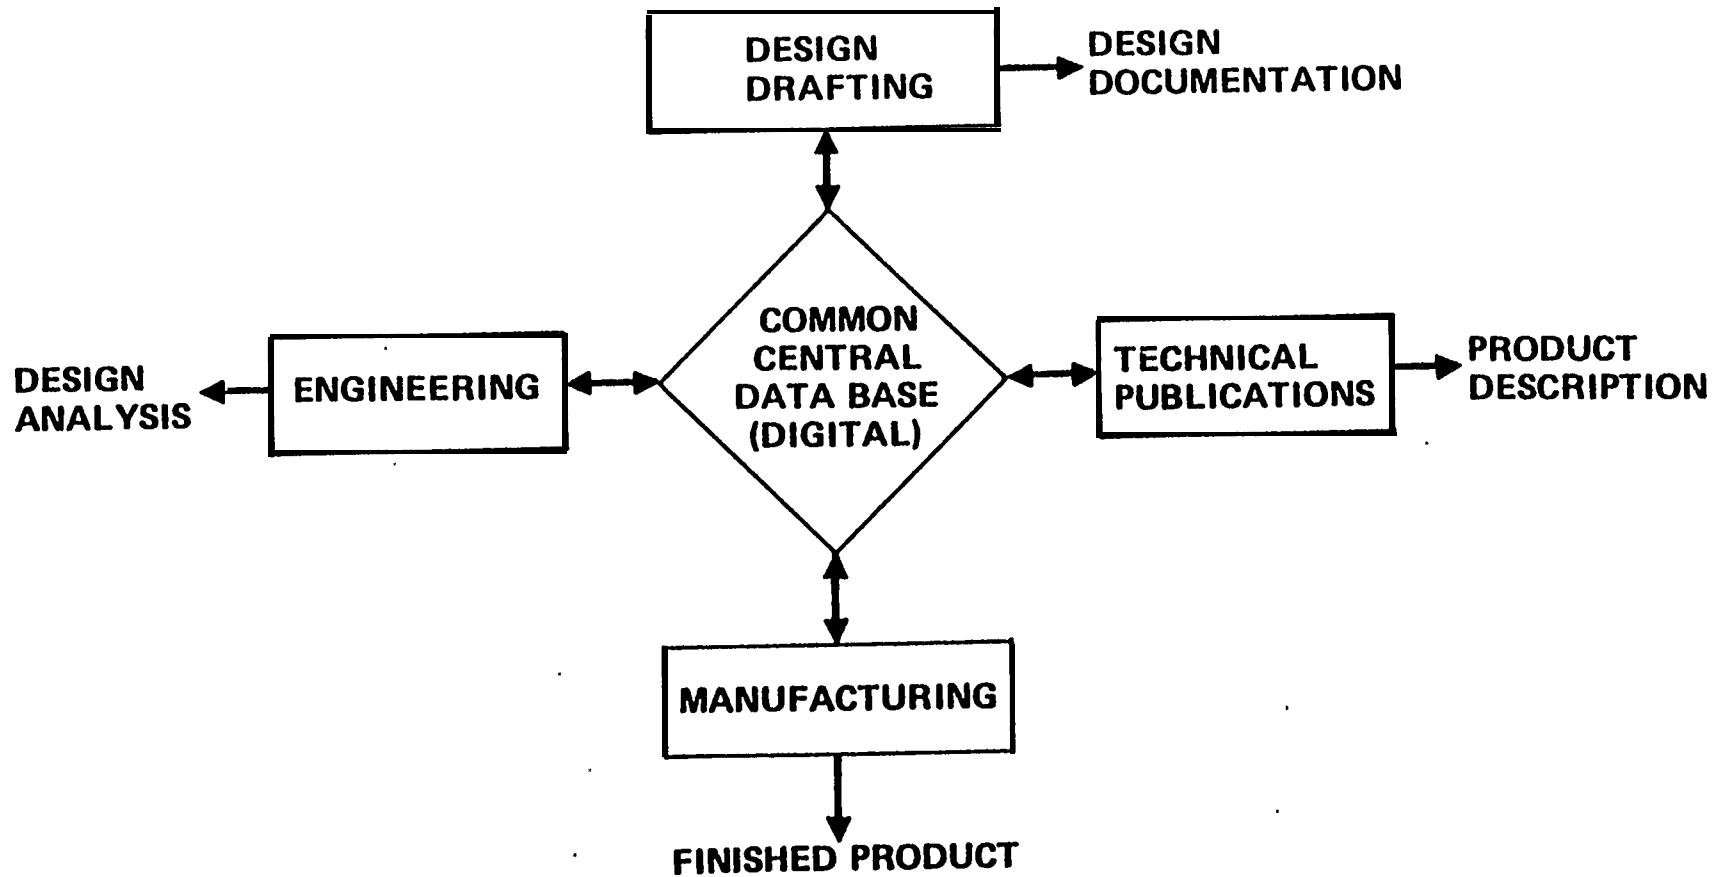 DESIGN
DRAFTING
DESIGN
DOCUMENTATION
DESIGN
ANALYSIS
ENGINEERING
COMMON
CENTRAL
DATA BASE
(DIGITAL)
TECHNICAL
PUBLICATIONS
PRODUCT
DESCRIPTION
MANUFACTURING
FINISHED PRODUCT